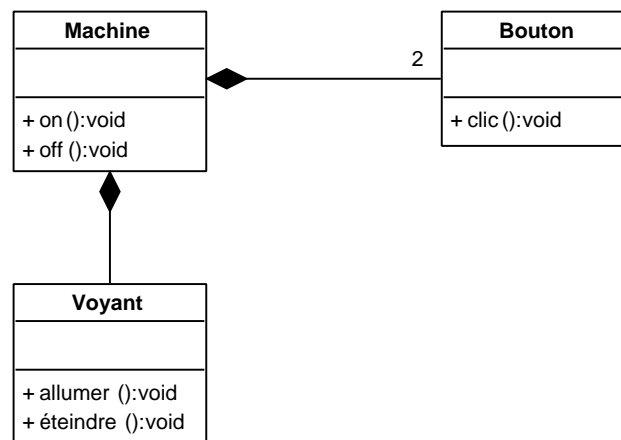 Machine
+ on ():void
+ off ():void
2
Bouton
+ clic ():void
Voyant
+ allumer ():void
+ éteindre ():void